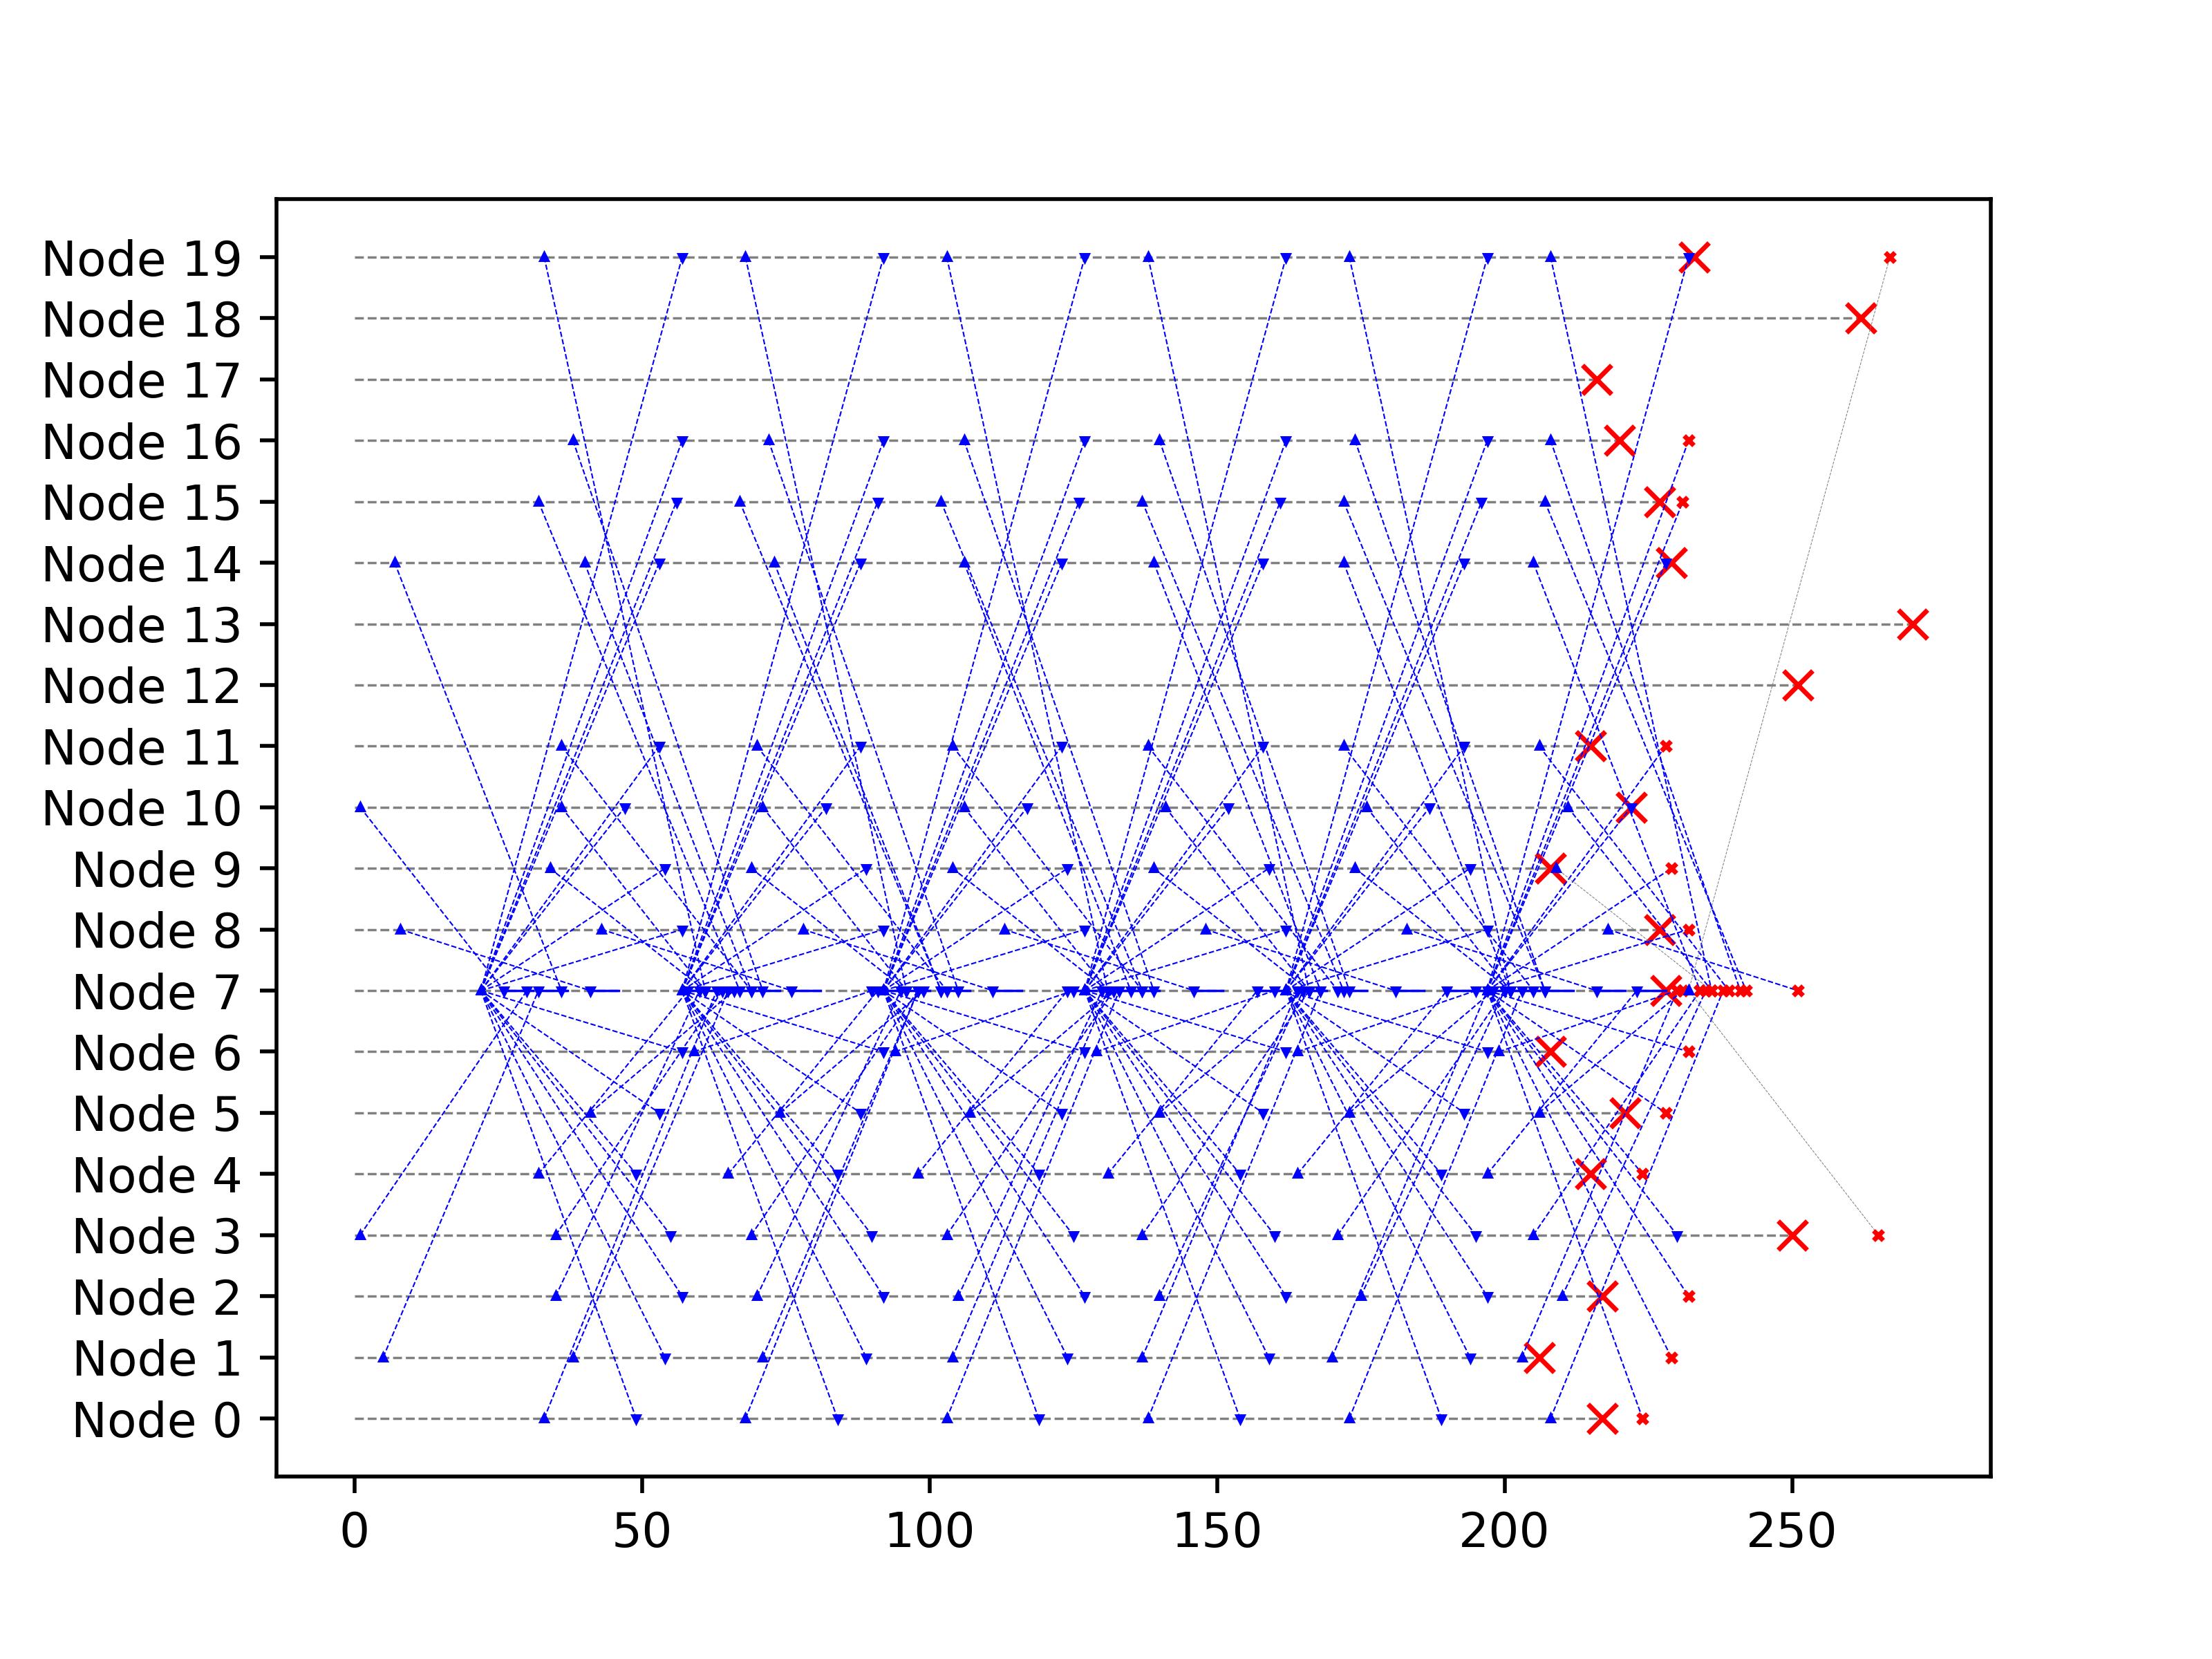 Node 19
Node 18
Node 17
Node 16
Node 15
Node 14
Node 13
Node 12
Node 11
Node 10
Node 9
Node 8
Node 7
Node 6
Node 5
Node 4
Node 3
Node 2
Node 1
Node 0
0 50 100 150 200 250